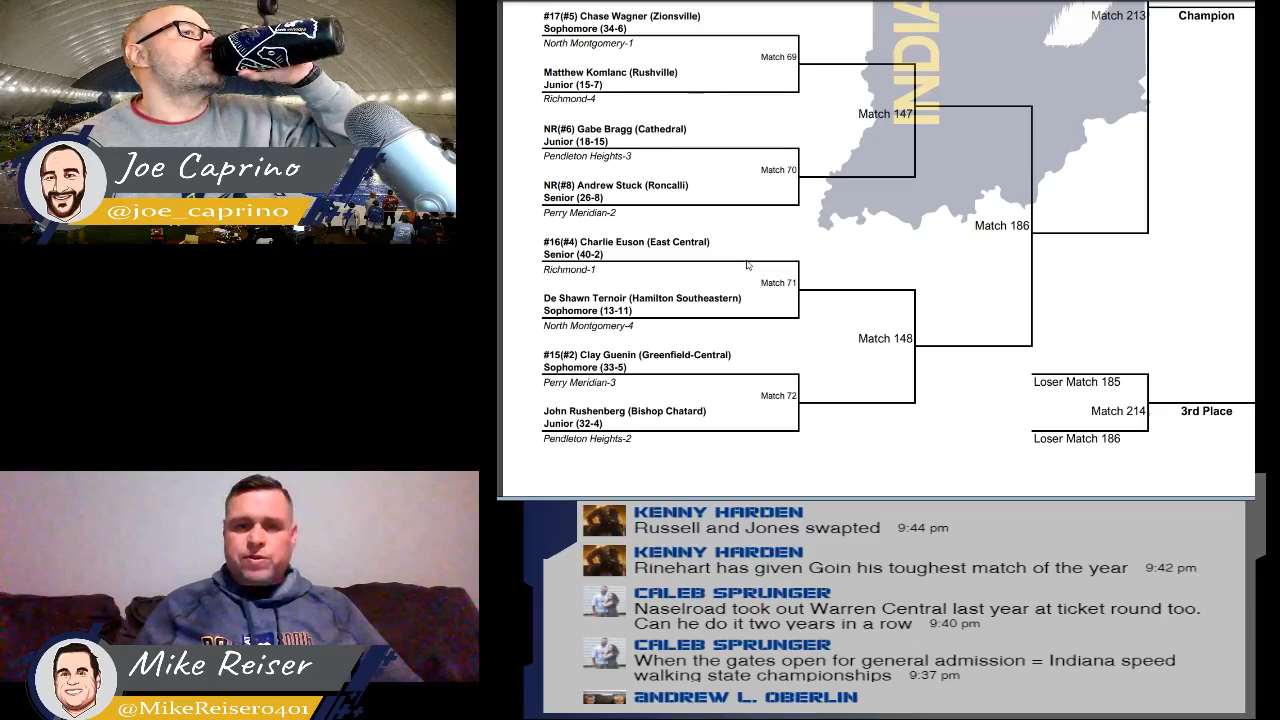 Joe Caprino
@joe_caprino
#17(#5) Chase Wagner (Zionsville)
Sophomore (34-6)
North Montgomery-1
Match 69
Matthew Komlanc (Rushville)
Junior (15-7)
Richmond-4
Match 147
NR(#6) Gabe Bragg (Cathedral)
Junior (18-15)
Pendleton Heights-3
Match 70
NR(#8) Andrew Stuck (Roncalli)
Senior (26-8)
Perry Meridian-2
Match 186
#16(#4) Charlie Euson (East Central)
Senior (40-2)
Richmond-1
Match 71
De Shawn Ternoir (Hamilton Southeastern)
Sophomore (13-11)
North Montgomery-4
Match 148
#15(#2) Clay Guenin (Greenfield-Central)
Sophomore (33-5)
Perry Meridian-3
Match 72
John Rushenberg (Bishop Chatard)
Junior (32-4)
Pendleton Heights-2
Match 213
Champion
INDIA
Loser Match 185
Match 214
3rd Place
Loser Match 186
Mike Reiser
@MikeReiser0401
KENNY HARDEN
Russell and Jones swapted 9:44 pm
KENNY HARDEN
Rinehart has given Goin his toughest match of the year 9:42 pm
CALEB SPRUNGER
Naselroad took out Warren Central last year at ticket round too.
Can he do it two years in a row 9:40 pm
CALEB SPRUNGER
When the gates open for general admission = Indiana speed
walking state championships 9:37 pm
ANDREW L. OBERLIN